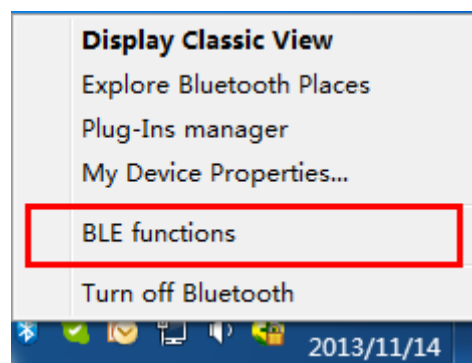 Display Classic View
Explore Bluetooth Places
Plug-Ins manager
My Device Properties...
BLE functions
Turn off Bluetooth
2013/11/14